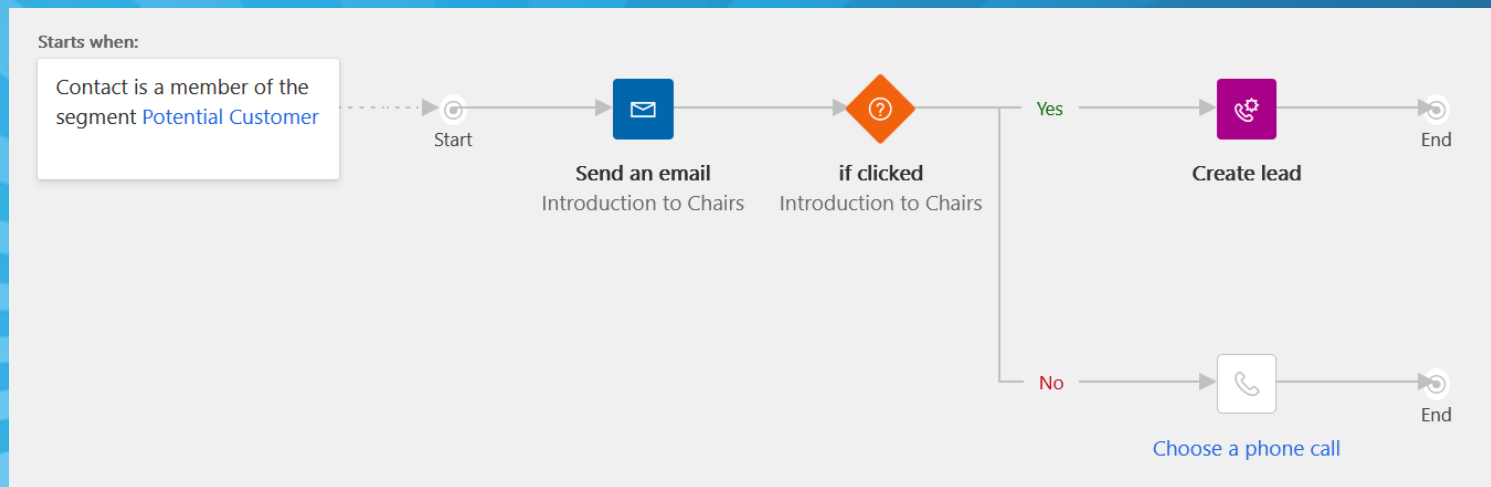 Starts when:
Contact is a member of the
segment Potential Customer
Start
Send an email
Introduction to Chairs
if clicked
Introduction to Chairs
Yes
Create lead
End
No
Choose a phone call
End